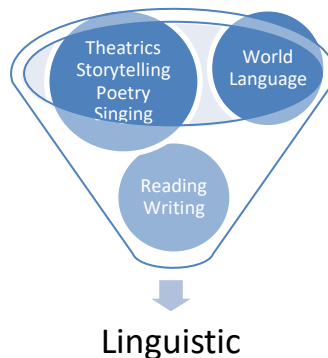 Theatrics
Storytelling
Poetry
Singing
World
Language
Reading
Writing
Linguistic